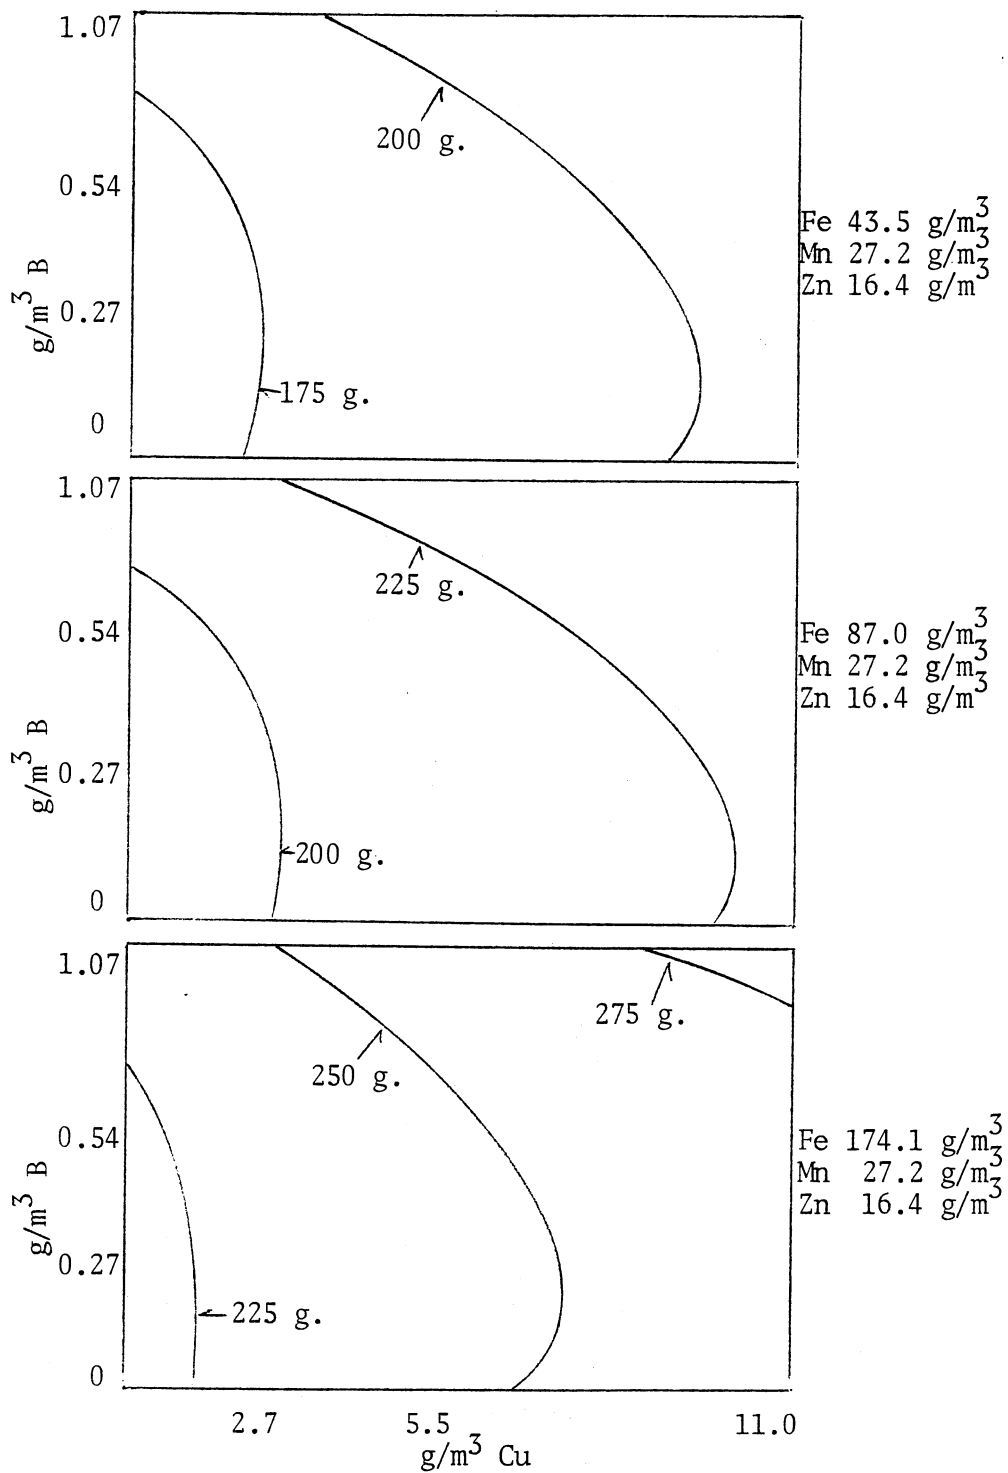 1.07
200 g.
0.54
g/m³ B
0.27
175 g.
0
Fe 43.5 g/m³
Mn 27.2 g/m³
Zn 16.4 g/m³
1.07
225 g.
0.54
g/m³ B
0.27
200 g.
0
Fe 87.0 g/m³
Mn 27.2 g/m³
Zn 16.4 g/m³
1.07
275 g.
250 g.
0.54
g/m³ B
0.27
225 g.
0
Fe 174.1 g/m³
Mn 27.2 g/m³
Zn 16.4 g/m³
2.7 5.5 11.0
g/m³ Cu